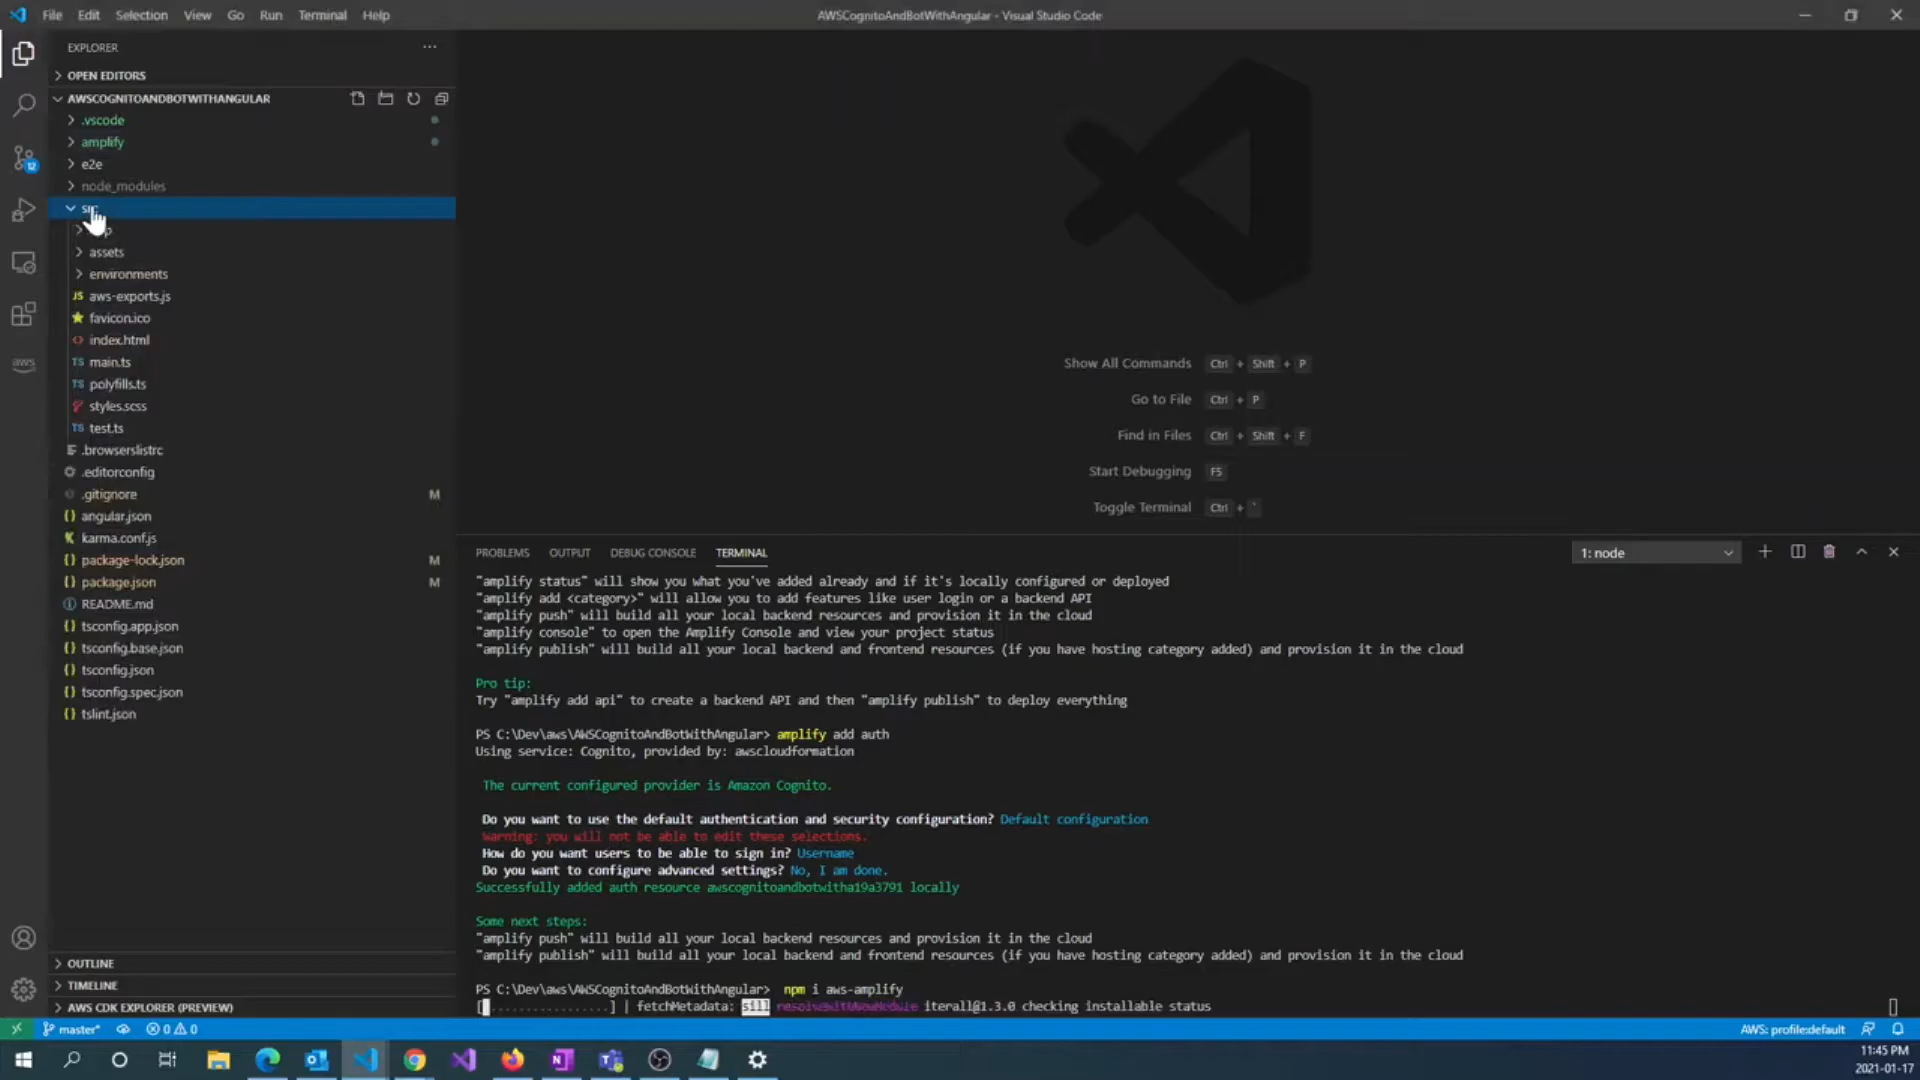 File Edit Selection View Go Run Terminal Help
AWSCognitoAndBotWithAngular - Visual Studio Code
EXPLORER
OPEN EDITORS
AWSCOGNITOANDBOTWITHANGULAR
.vscode
amplify
e2e
node_modules
assets
environments
JS aws-exports.js
favicon.ico
index.html
TS main.ts
TS polyfills.ts
styles.scss
TS test.ts
.browserslistrc
.editorconfig
.gitignore M
angular.json
karma.conf.js
package-lock.json M
package.json M
README.md
tsconfig.app.json
tsconfig.base.json
tsconfig.json
tsconfig.spec.json
tslint.json
OUTLINE
TIMELINE
AWS CDK EXPLORER (PREVIEW)
12
aws
Show All Commands Ctrl + Shift + P
Go to File Ctrl + P
Find in Files Ctrl + Shift + F
Start Debugging F5
Toggle Terminal Ctrl + `
PROBLEMS OUTPUT DEBUG CONSOLE TERMINAL
1: node
"amplify status" will show you what you've added already and if it's locally configured or deployed
"amplify add <category>" will allow you to add features like user login or a backend API
"amplify push" will build all your local backend resources and provision it in the cloud
"amplify console" to open the Amplify Console and view your project status
"amplify publish" will build all your local backend and frontend resources (if you have hosting category added) and provision it in the cloud
Pro tip:
Try "amplify add api" to create a backend API and then "amplify publish" to deploy everything
PS C:\Dev\aws\AWSCognitoAndBotWithAngular> amplify add auth
Using service: Cognito, provided by: awscloudformation
The current configured provider is Amazon Cognito.
Do you want to use the default authentication and security configuration? Default configuration
Warning: you will not be able to edit these selections.
How do you want users to be able to sign in? Username
Do you want to configure advanced settings? No, I am done.
Successfully added auth resource awscognitoandbotwitha19a3791 locally
Some next steps:
"amplify push" will build all your local backend resources and provision it in the cloud
"amplify publish" will build all your local backend and frontend resources (if you have hosting category added) and provision it in the cloud
PS C:\Dev\aws\AWSCognitoAndBotWithAngular> npm i aws-amplify
[ .................] | fetchMetadata: sill resolveWithNewModule iterall@1.3.0 checking installable status
master* 0 0
AWS: profile:default
11:45 PM
2021-01-17